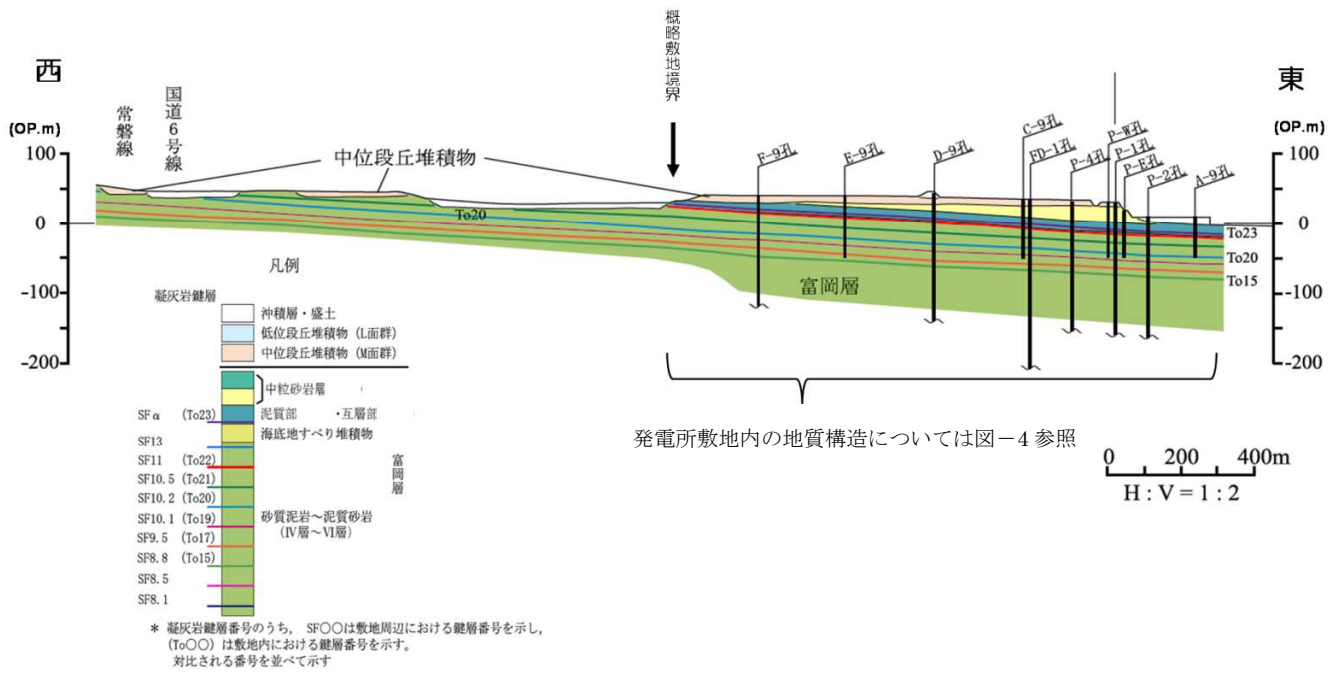 概略敷地境界
西
東
(OP.m)
(OP.m)
常磐線
国道6号線
中位段丘堆積物
F-9孔
E-9孔
D-9孔
C-9孔
FD-1孔
P-4孔
P-W孔
P-1孔
P-E孔
P-2孔
A-9孔
100
0
-100
-200
100
0
-100
-200
To20
To23
To20
To15
富岡層
凡例
凝灰岩鍵層
沖積層・盛土
低位段丘堆積物 (L面群)
中位段丘堆積物 (M面群)
中粒砂岩層
SFα (To23) 泥質部 ・互層部
海底地すべり堆積物
SF13
SF11 (To22)
SF10.5 (To21)
SF10.2 (To20)
SF10.1 (To19)
SF9.5 (To17)
SF8.8 (To15)
SF8.5
SF8.1
砂質泥岩～泥質砂岩
(Ⅳ層～Ⅵ層)
富岡層
発電所敷地内の地質構造については図－4 参照
0 200 400m
H : V = 1 : 2
＊ 凝灰岩鍵層番号のうち， SF〇〇は敷地周辺における鍵層番号を示し，
(To〇〇) は敷地内における鍵層番号を示す。
対比される番号を並べて示す